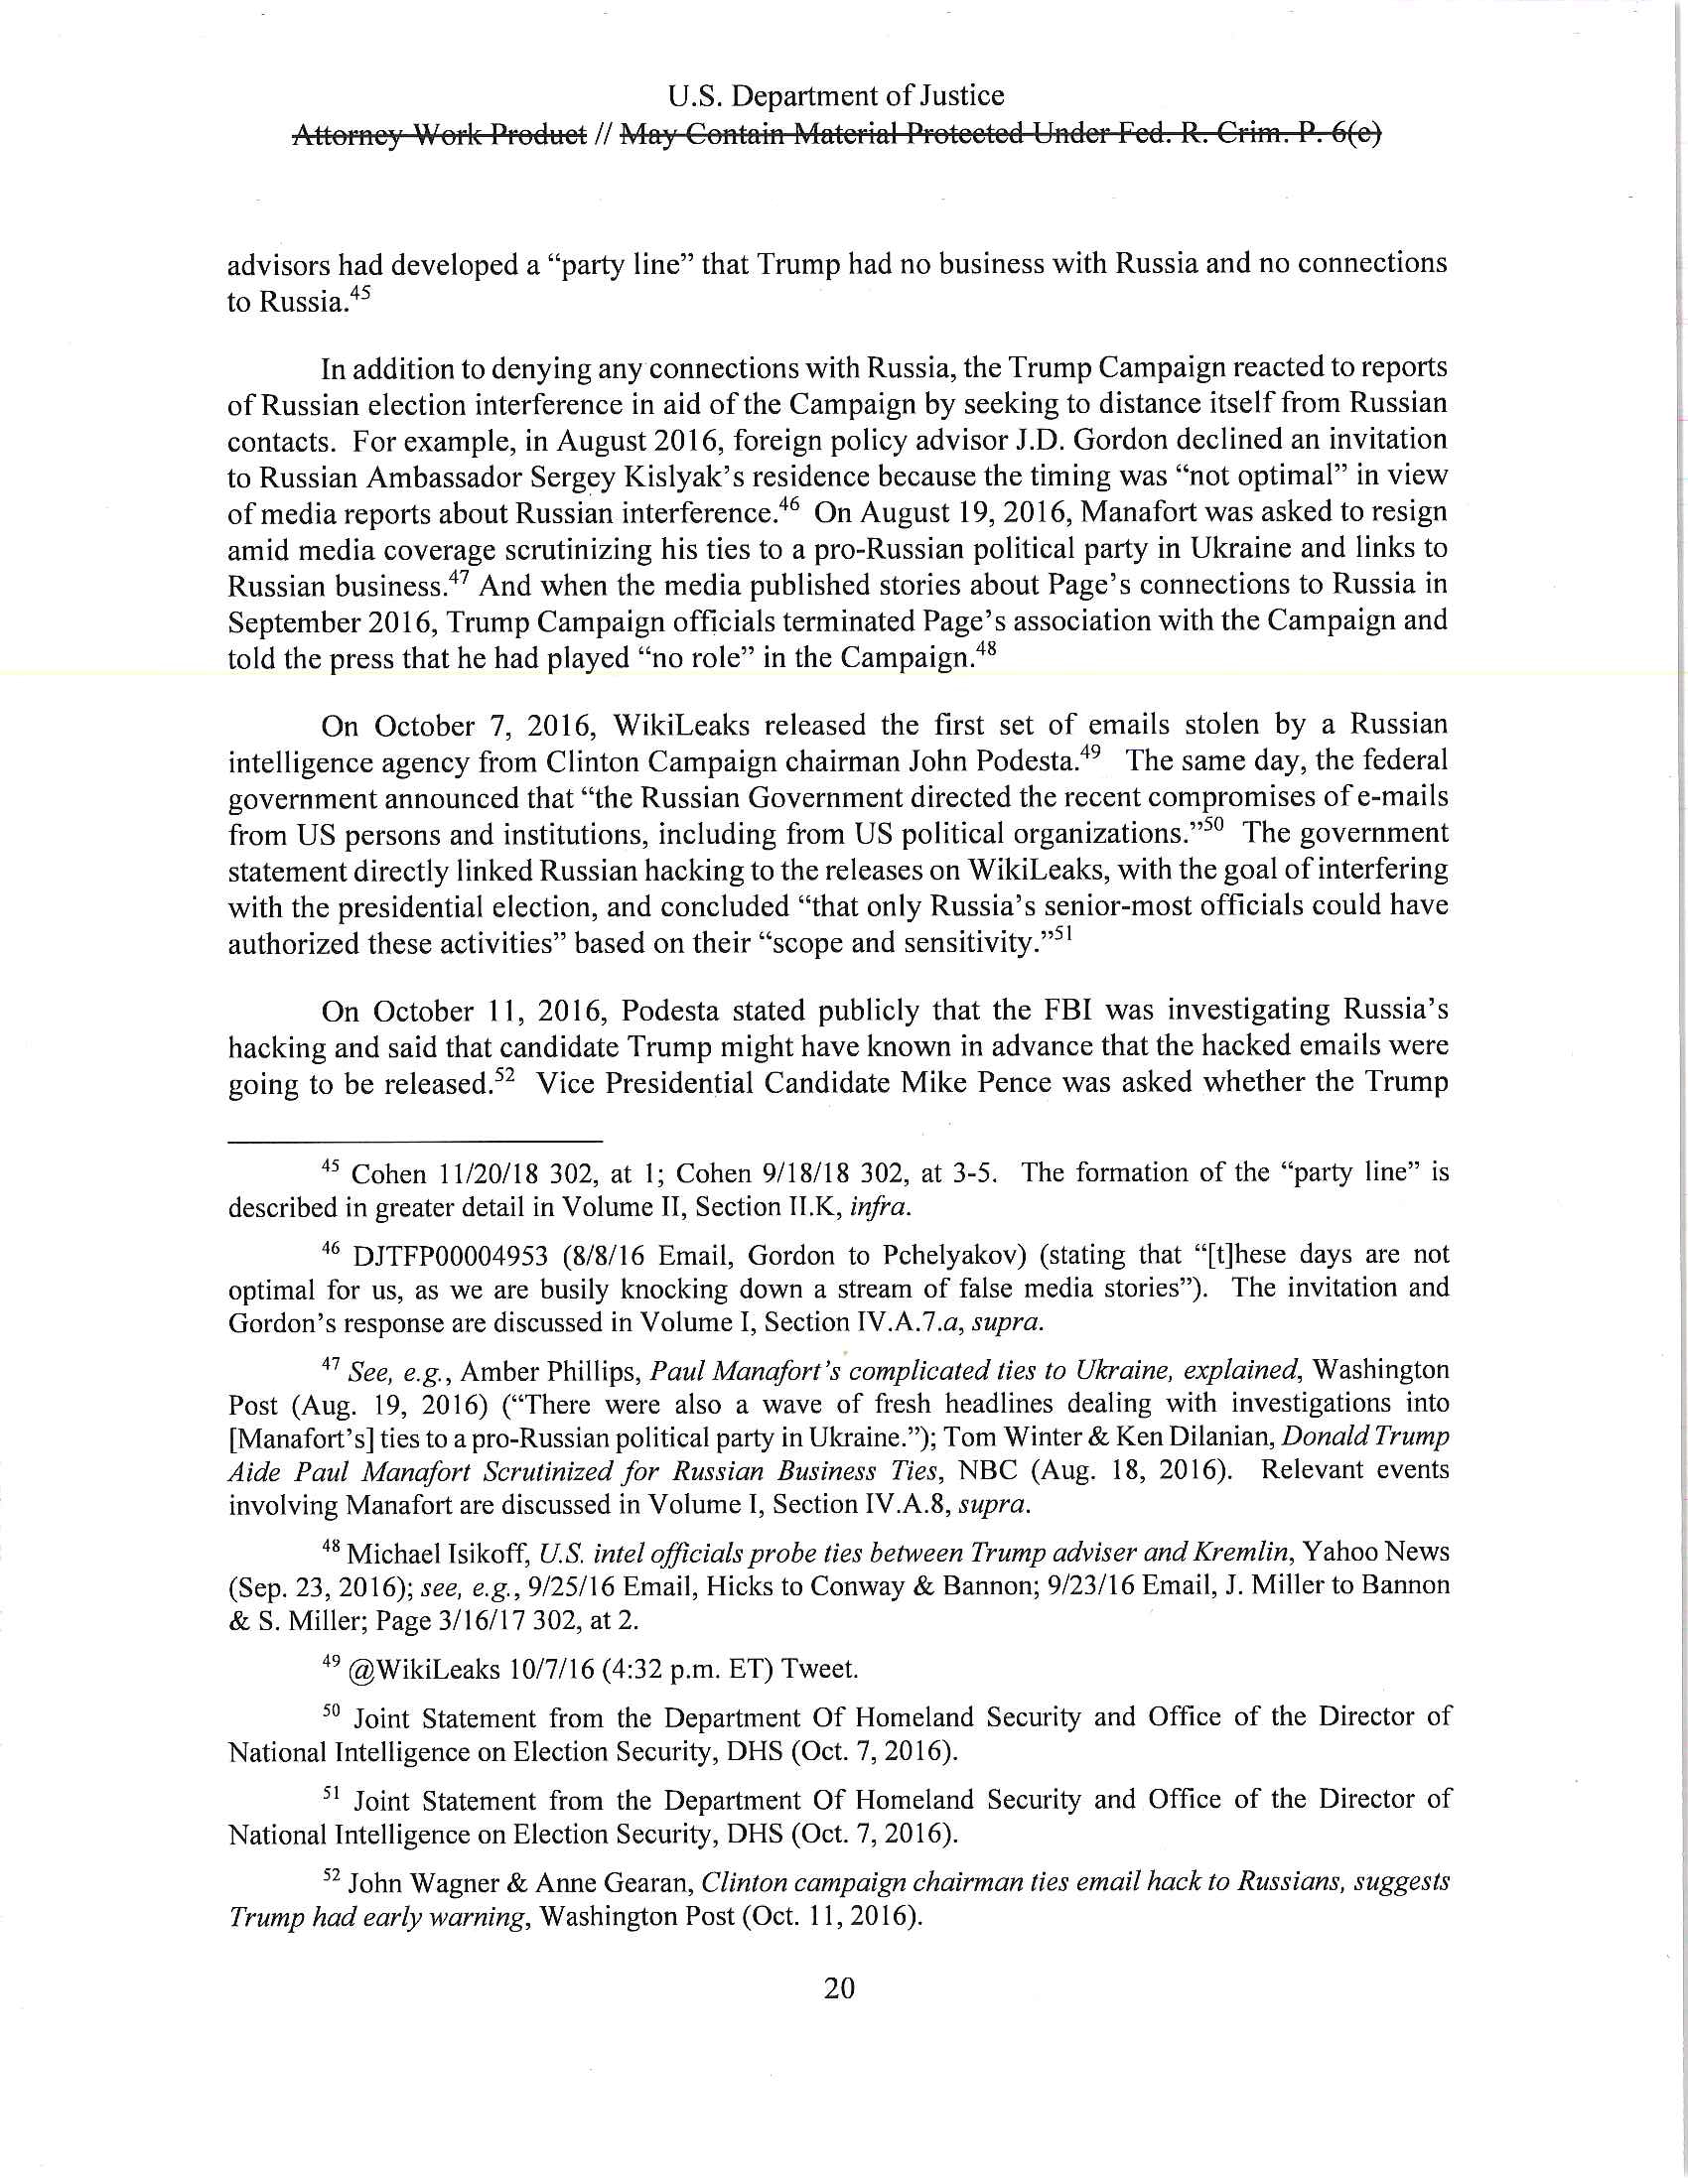 U.S. Department of Justice
Attorney Work Product // May Contain Material Protected Under Fed. R. Crim. P. 6(e)
advisors had developed a “party line” that Trump had no business with Russia and no connections
to Russia.45
In addition to denying any connections with Russia, the Trump Campaign reacted to reports
of Russian election interference in aid of the Campaign by seeking to distance itself from Russian
contacts. For example, in August 2016, foreign policy advisor J.D. Gordon declined an invitation
to Russian Ambassador Sergey Kislyak’s residence because the timing was “not optimal” in view
of media reports about Russian interference.46 On August 19, 2016, Manafort was asked to resign
amid media coverage scrutinizing his ties to a pro-Russian political party in Ukraine and links to
Russian business.47 And when the media published stories about Page’s connections to Russia in
September 2016, Trump Campaign officials terminated Page’s association with the Campaign and
told the press that he had played “no role” in the Campaign.48
On October 7, 2016, WikiLeaks released the first set of emails stolen by a Russian
intelligence agency from Clinton Campaign chairman John Podesta.49 The same day, the federal
government announced that “the Russian Government directed the recent compromises of e-mails
from US persons and institutions, including from US political organizations.”50 The government
statement directly linked Russian hacking to the releases on WikiLeaks, with the goal of interfering
with the presidential election, and concluded “that only Russia’s senior-most officials could have
authorized these activities” based on their “scope and sensitivity.”51
On October 11, 2016, Podesta stated publicly that the FBI was investigating Russia’s
hacking and said that candidate Trump might have known in advance that the hacked emails were
going to be released.52 Vice Presidential Candidate Mike Pence was asked whether the Trump
45 Cohen 11/20/18 302, at 1; Cohen 9/18/18 302, at 3-5. The formation of the “party line” is
described in greater detail in Volume II, Section II.K, infra.
46 DJTFP00004953 (8/8/16 Email, Gordon to Pchelyakov) (stating that “[t]hese days are not
optimal for us, as we are busily knocking down a stream of false media stories”). The invitation and
Gordon’s response are discussed in Volume I, Section IV.A.7.a, supra.
47 See, e.g., Amber Phillips, Paul Manafort’s complicated ties to Ukraine, explained, Washington
Post (Aug. 19, 2016) (“There were also a wave of fresh headlines dealing with investigations into
[Manafort’s] ties to a pro-Russian political party in Ukraine.”); Tom Winter & Ken Dilanian, Donald Trump
Aide Paul Manafort Scrutinized for Russian Business Ties, NBC (Aug. 18, 2016). Relevant events
involving Manafort are discussed in Volume I, Section IV.A.8, supra.
48 Michael Isikoff, U.S. intel officials probe ties between Trump adviser and Kremlin, Yahoo News
(Sep. 23, 2016); see, e.g., 9/25/16 Email, Hicks to Conway & Bannon; 9/23/16 Email, J. Miller to Bannon
& S. Miller; Page 3/16/17 302, at 2.
49 @WikiLeaks 10/7/16 (4:32 p.m. ET) Tweet.
50 Joint Statement from the Department Of Homeland Security and Office of the Director of
National Intelligence on Election Security, DHS (Oct. 7, 2016).
51 Joint Statement from the Department Of Homeland Security and Office of the Director of
National Intelligence on Election Security, DHS (Oct. 7, 2016).
52 John Wagner & Anne Gearan, Clinton campaign chairman ties email hack to Russians, suggests
Trump had early warning, Washington Post (Oct. 11, 2016).
20